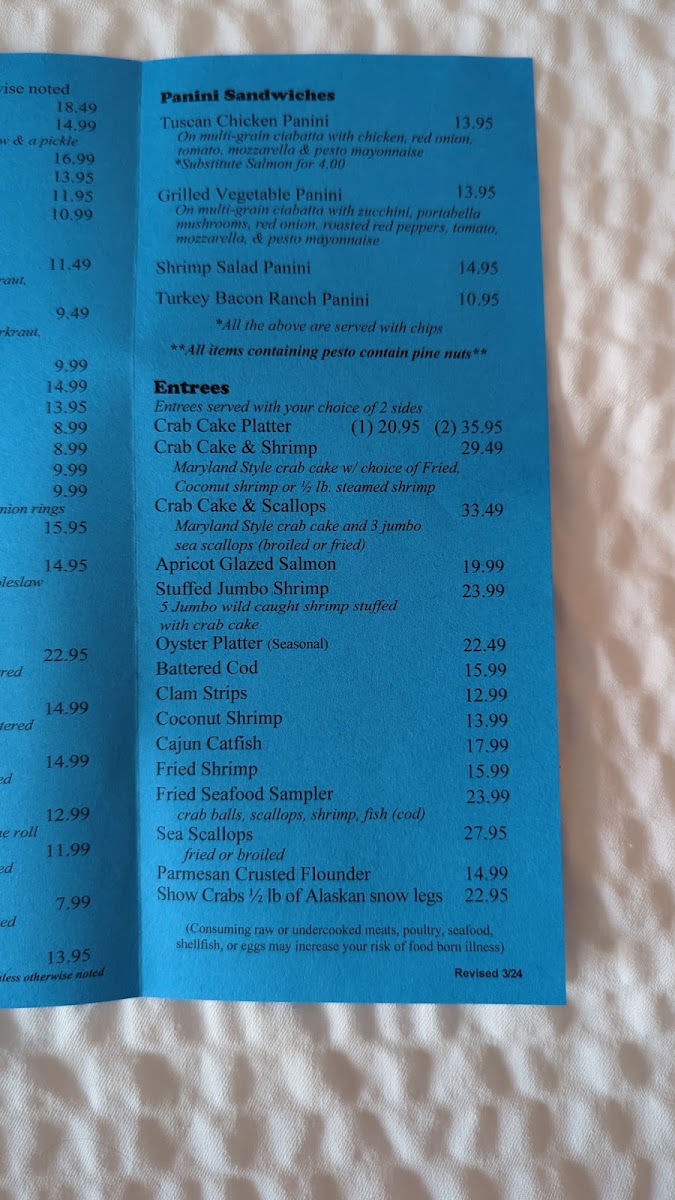 vise noted
18.49
14.99
w & a pickle
16.99
13.95
11.95
10.99
11.49
raut,
9.49
rkraut,
9.99
14.99
13.95
8.99
8.99
9.99
9.99
nion rings
15.95
14.95
leslaw
22.95
red
14.99
tered
14.99
ed
12.99
e roll
11.99
ed
7.99
ed
13.95
less otherwise noted
Panini Sandwiches
Tuscan Chicken Panini 13.95
On multi-grain ciabatta with chicken, red onion,
tomato, mozzarella & pesto mayonnaise
*Substitute Salmon for 4.00
Grilled Vegetable Panini 13.95
On multi-grain ciabatta with zucchini, portabella
mushrooms, red onion, roasted red peppers, tomato,
mozzarella, & pesto mayonnaise
Shrimp Salad Panini 14.95
Turkey Bacon Ranch Panini 10.95
*All the above are served with chips
**All items containing pesto contain pine nuts**
Entrees
Entrees served with your choice of 2 sides
Crab Cake Platter (1) 20.95 (2) 35.95
Crab Cake & Shrimp 29.49
Maryland Style crab cake w/ choice of Fried,
Coconut shrimp or ½ lb. steamed shrimp
Crab Cake & Scallops 33.49
Maryland Style crab cake and 3 jumbo
sea scallops (broiled or fried)
Apricot Glazed Salmon 19.99
Stuffed Jumbo Shrimp 23.99
5 Jumbo wild caught shrimp stuffed
with crab cake
Oyster Platter (Seasonal) 22.49
Battered Cod 15.99
Clam Strips 12.99
Coconut Shrimp 13.99
Cajun Catfish 17.99
Fried Shrimp 15.99
Fried Seafood Sampler 23.99
crab balls, scallops, shrimp, fish (cod)
Sea Scallops 27.95
fried or broiled
Parmesan Crusted Flounder 14.99
Show Crabs ½ lb of Alaskan snow legs 22.95
(Consuming raw or undercooked meats, poultry, seafood,
shellfish, or eggs may increase your risk of food born illness)
Revised 3/24